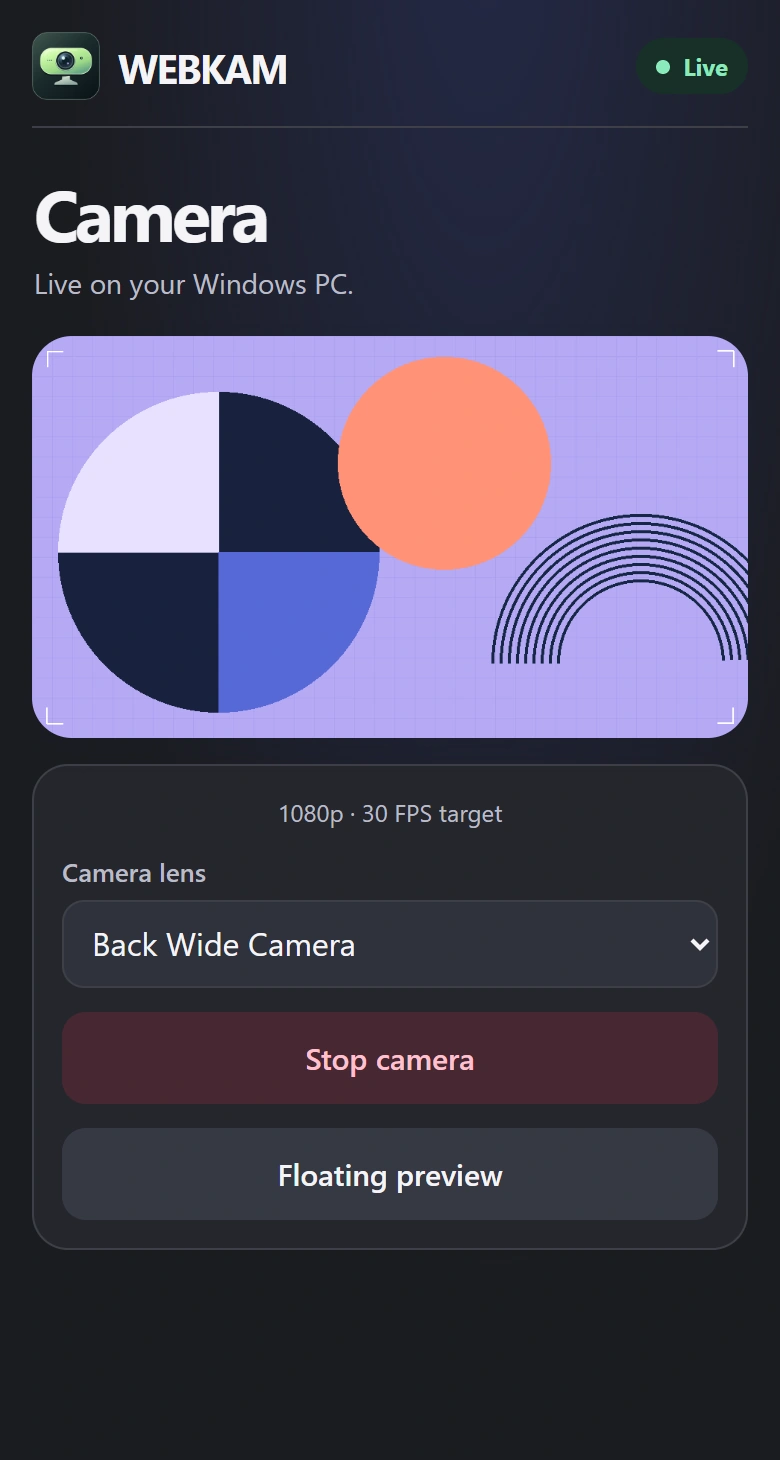 WEBKAM
Live
Camera
Live on your Windows PC.
1080p · 30 FPS target
Camera lens
Back Wide Camera
Stop camera
Floating preview